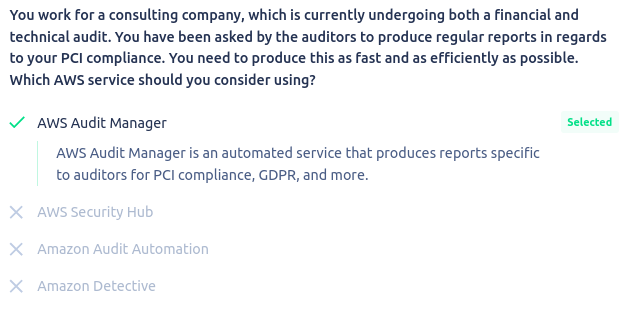 You work for a consulting company, which is currently undergoing both a financial and
technical audit. You have been asked by the auditors to produce regular reports in regards
to your PCI compliance. You need to produce this as fast and as efficiently as possible.
Which AWS service should you consider using?
AWS Audit Manager
Selected
AWS Audit Manager is an automated service that produces reports specific
to auditors for PCI compliance, GDPR, and more.
AWS Security Hub
Amazon Audit Automation
Amazon Detective